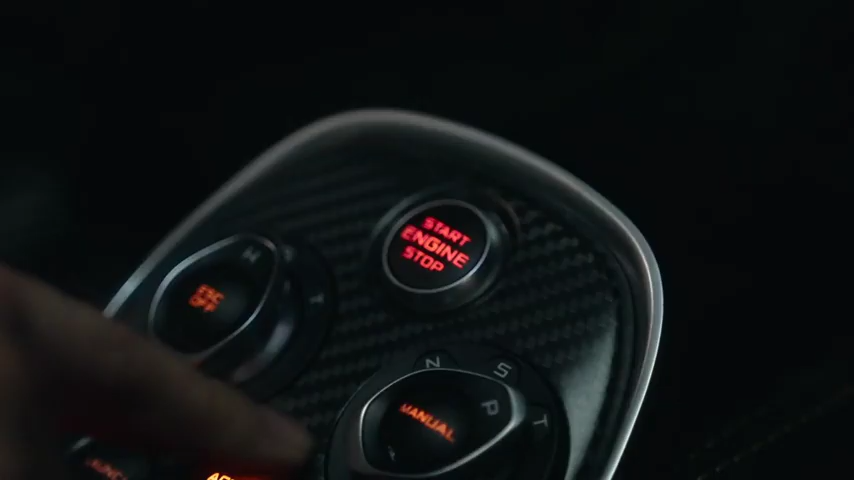 START
ENGINE
STOP
H
T
ESC
OFF
N
S
P
T
MANUAL